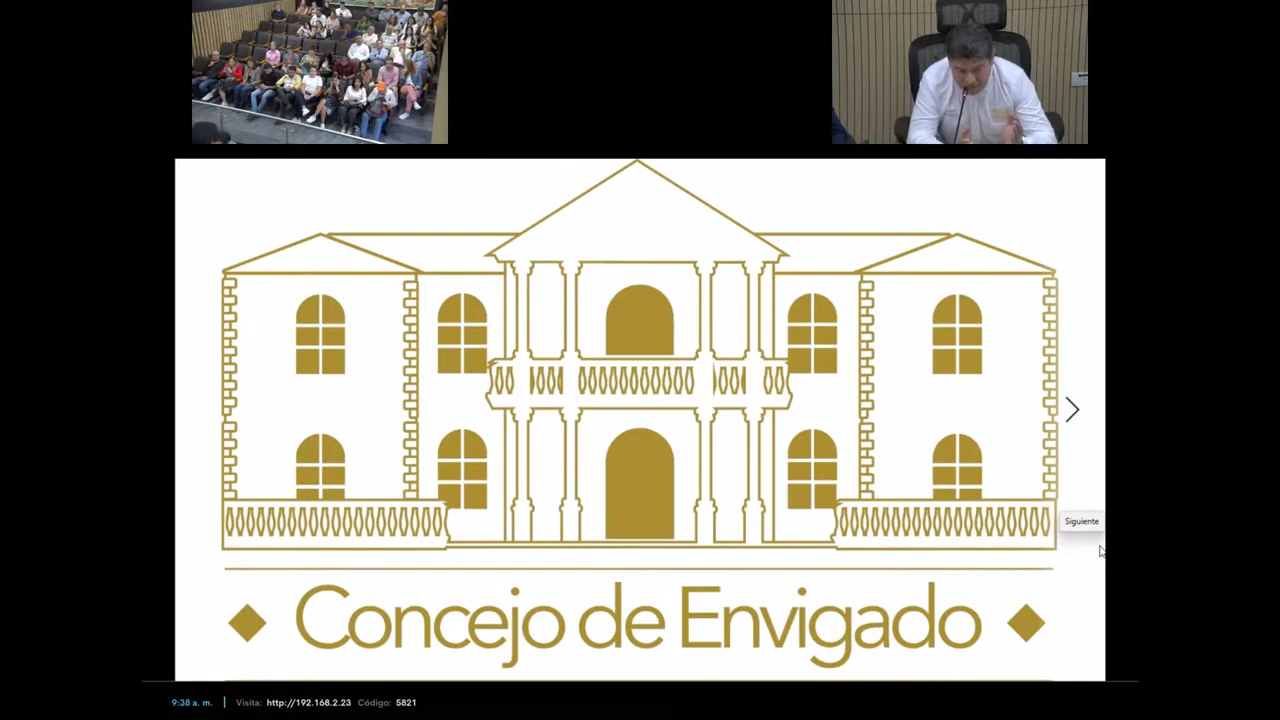 Siguiente
Concejo de Envigado
9:38 a. m. | Visita: http://192.168.2.23 Código: 5821